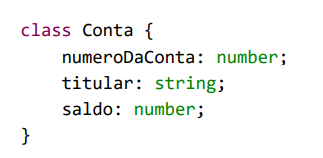 class Conta {
    numeroDaConta: number;
    titular: string;
    saldo: number;
}